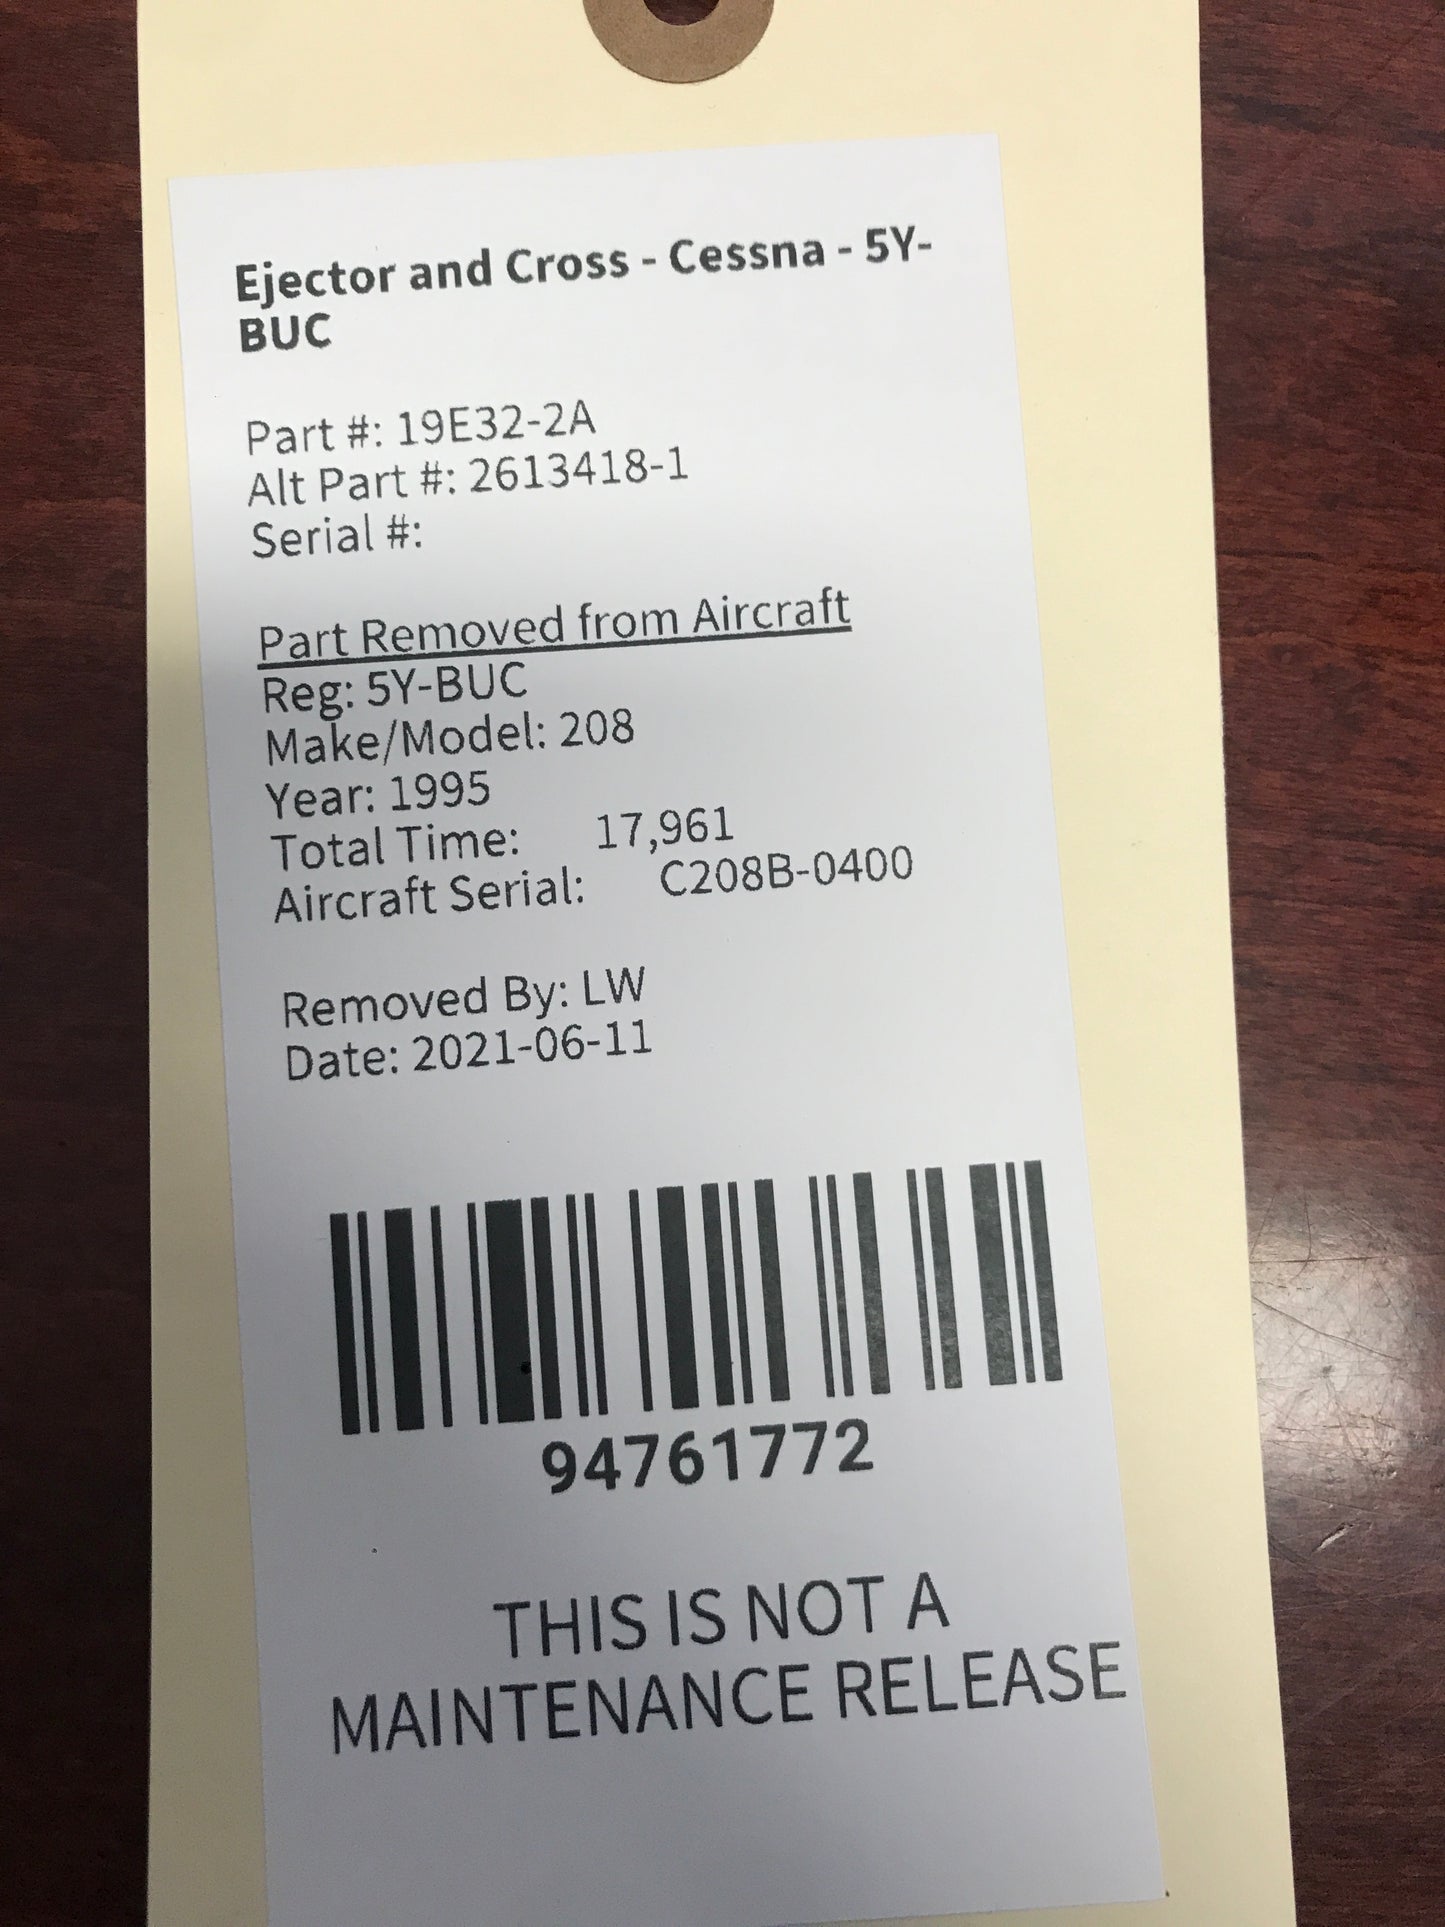 Ejector and Cross - Cessna - 5Y-
BUC
Part #: 19E32-2A
Alt Part #: 2613418-1
Serial #:
Part Removed from Aircraft
Reg: 5Y-BUC
Make/Model: 208
Year: 1995
Total Time: 17,961
Aircraft Serial: C208B-0400
Removed By: LW
Date: 2021-06-11
94761772
THIS IS NOT A
MAINTENANCE RELEASE